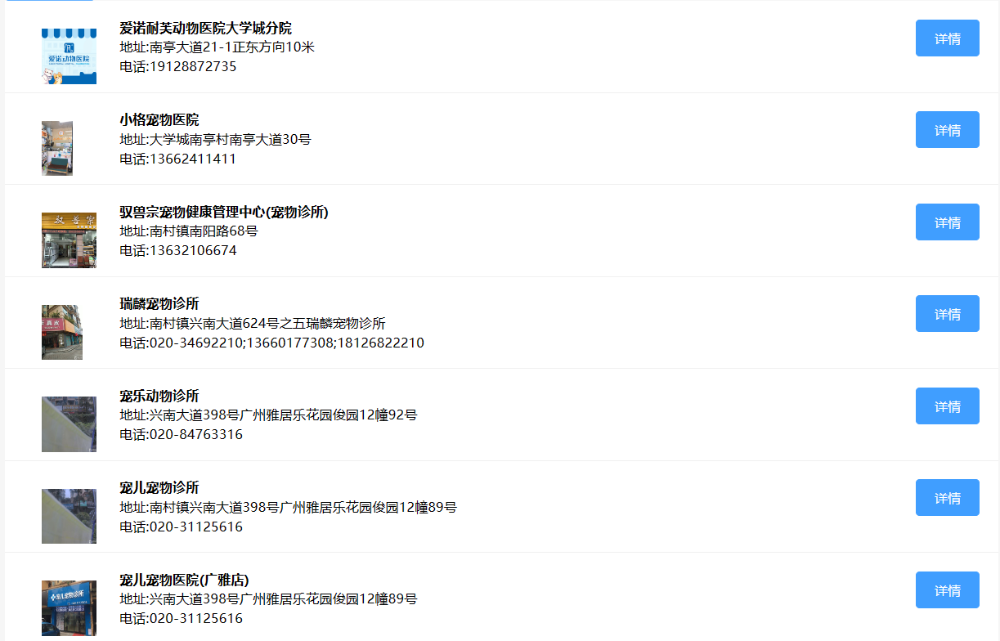 爱诺耐芙动物医院大学城分院
地址:南亭大道21-1正东方向10米
电话:19128872735
详情
爱诺动物医院
小格宠物医院
地址:大学城南亭村南亭大道30号
电话:13662411411
详情
驭兽宗宠物健康管理中心(宠物诊所)
地址:南村镇南阳路68号
电话:13632106674
详情
驭兽宗
瑞麟宠物诊所
地址:南村镇兴南大道624号之五瑞麟宠物诊所
电话:020-34692210;13660177308;18126822210
详情
宠乐动物诊所
地址:兴南大道398号广州雅居乐花园俊园12幢92号
电话:020-84763316
详情
宠儿宠物诊所
地址:南村镇兴南大道398号广州雅居乐花园俊园12幢89号
电话:020-31125616
详情
宠儿宠物医院(广雅店)
地址:兴南大道398号广州雅居乐花园俊园12幢89号
电话:020-31125616
详情
宠儿宠物诊所